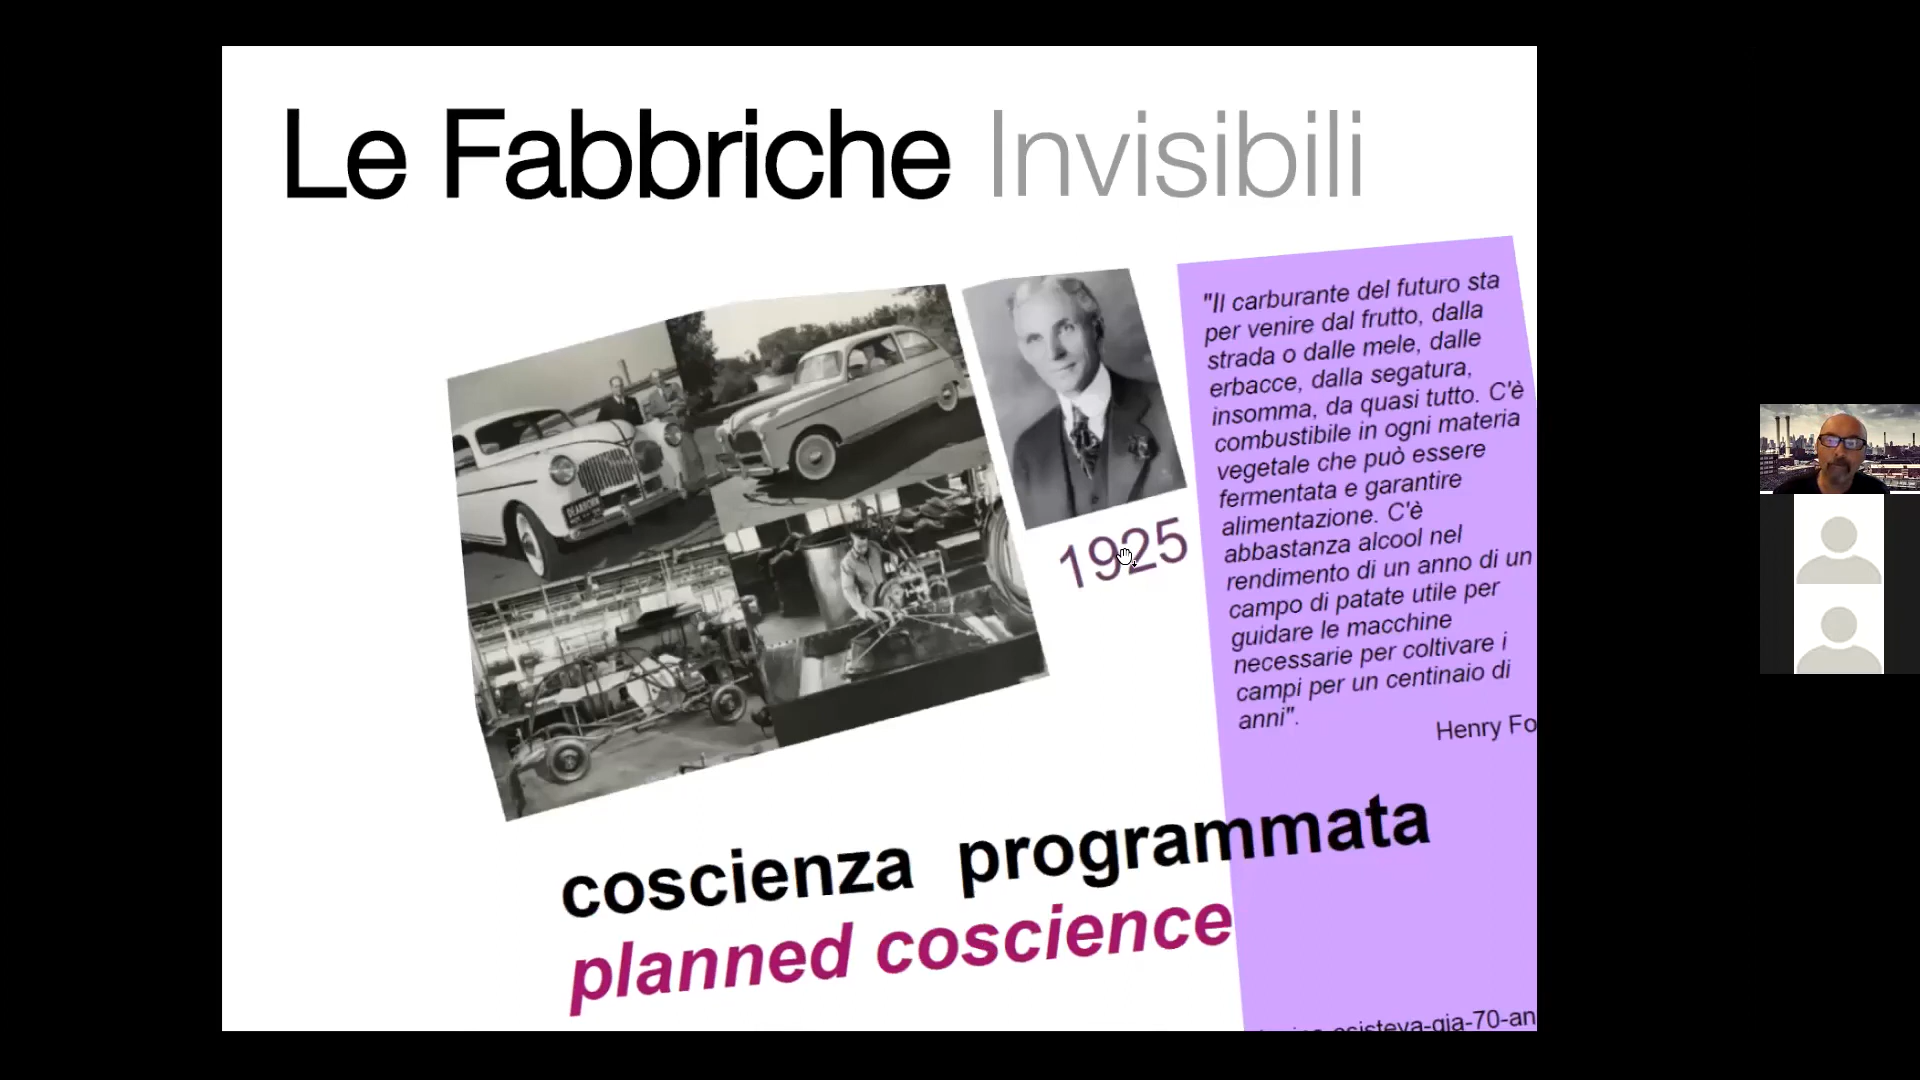 Le Fabbriche Invisibili
"Il carburante del futuro sta
per venire dal frutto, dalla
strada o dalle mele, dalle
erbacce, dalla segatura,
insomma, da quasi tutto. C'è
combustibile in ogni materia
vegetale che può essere
fermentata e garantire
alimentazione. C'è
abbastanza alcool nel
rendimento di un anno di un
campo di patate utile per
guidare le macchine
necessarie per coltivare i
campi per un centinaio di
anni".
Henry Fo
1925
DEARBORN
coscienza programmata
planned coscience
esisteva-gia-70-an